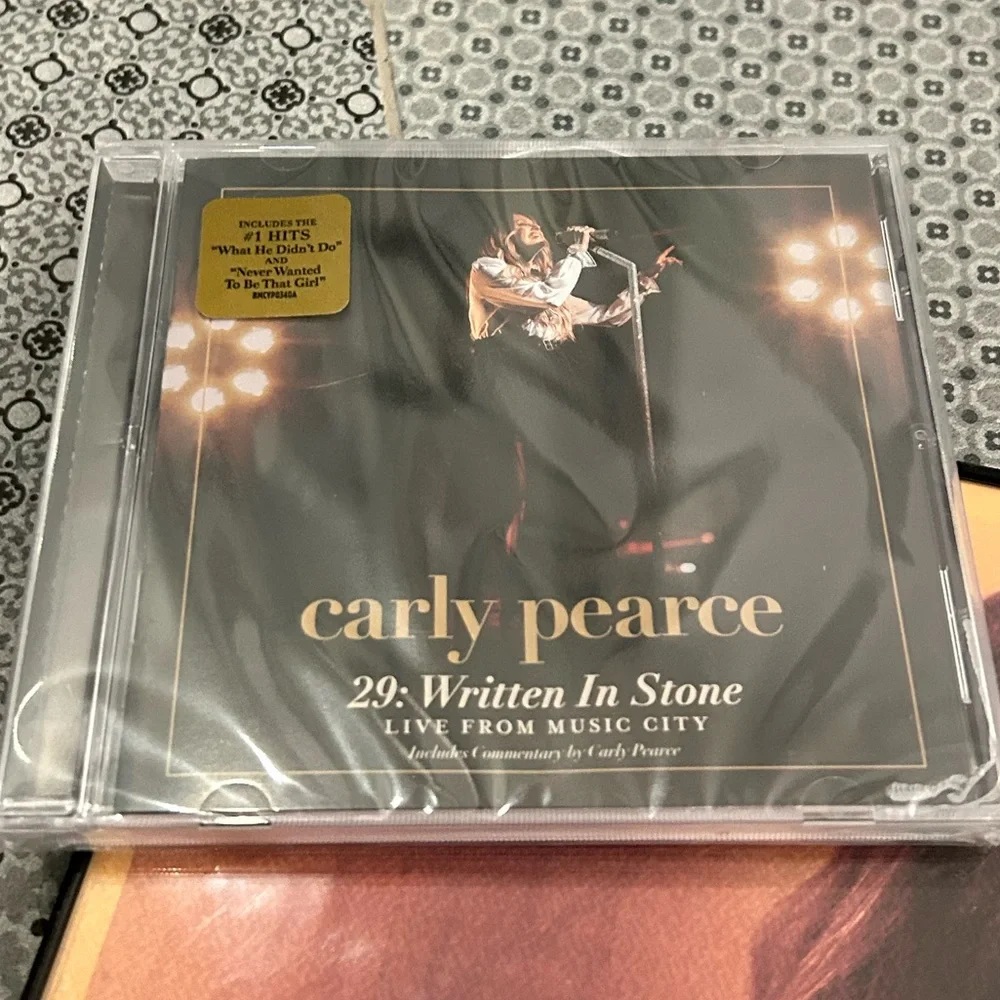 INCLUDES THE
#1 HITS
"What He Didn't Do"
AND
"Never Wanted
To Be That Girl"
BMCYP0340A
carly pearce
29: Written In Stone
LIVE FROM MUSIC CITY
Includes Commentary by Carly Pearce